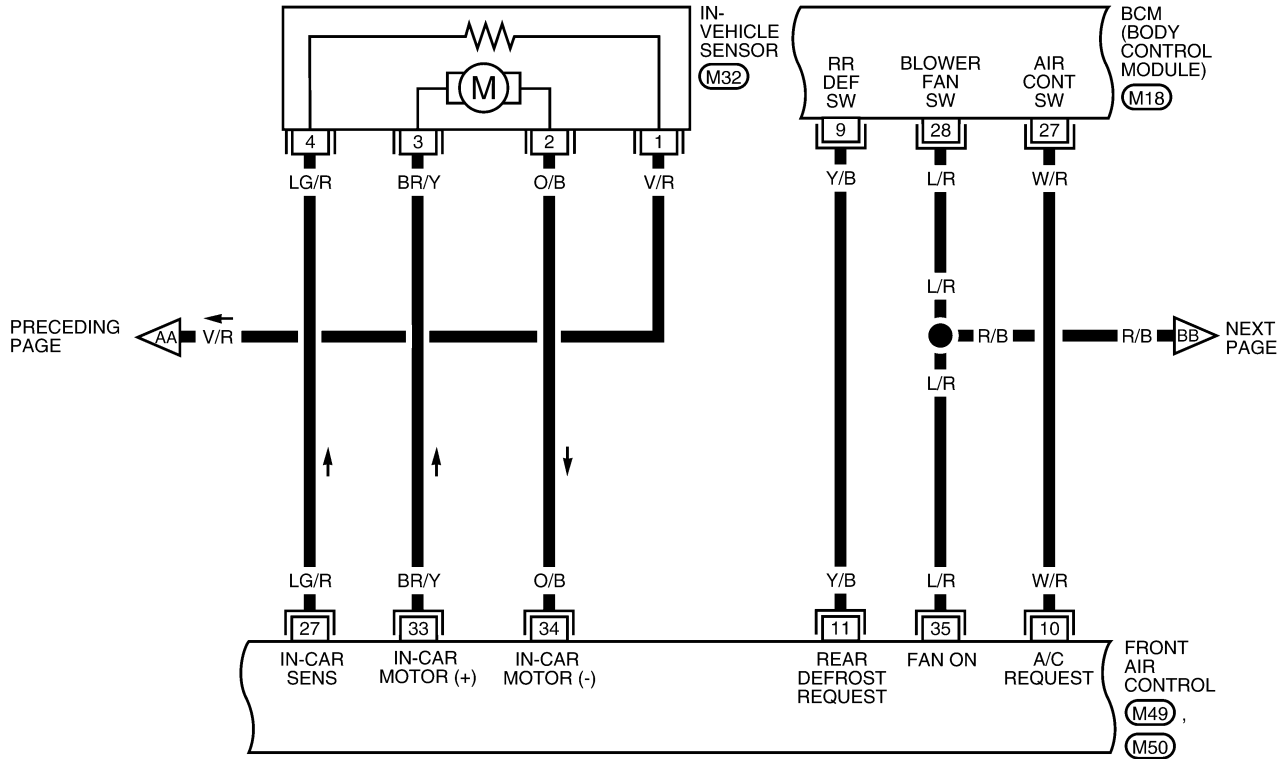 IN-
VEHICLE
SENSOR
M32
M
4
3
2
1
LG/R
BR/Y
O/B
V/R
BCM
(BODY
CONTROL
MODULE)
M18
RR
DEF
SW
BLOWER
FAN
SW
AIR
CONT
SW
9
28
27
Y/B
L/R
W/R
PRECEDING
PAGE
AA
V/R
L/R
R/B
R/B
BB
NEXT
PAGE
L/R
LG/R
BR/Y
O/B
Y/B
L/R
W/R
27
33
34
11
35
10
IN-CAR
SENS
IN-CAR
MOTOR (+)
IN-CAR
MOTOR (-)
REAR
DEFROST
REQUEST
FAN ON
A/C
REQUEST
FRONT
AIR
CONTROL
M49 ,
M50